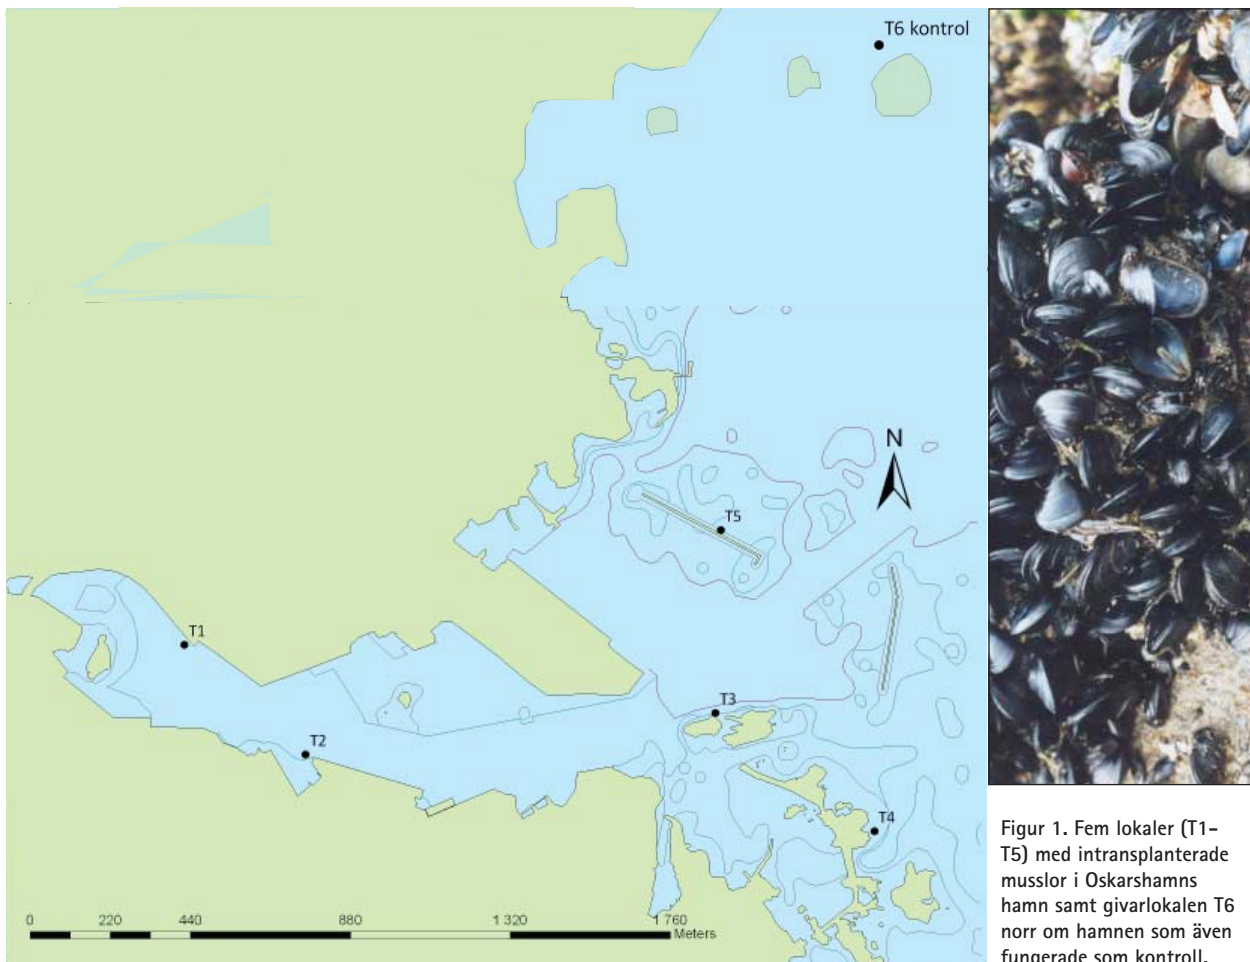 T6 kontrol
N
T5
T1
T3
T2
T4
0 220 440 880 1 320 1 760
Meters
Figur 1. Fem lokaler (T1-
T5) med intransplanterade
musslor i Oskarshamns
hamn samt givarlokalen T6
norr om hamnen som även
fungerade som kontroll.